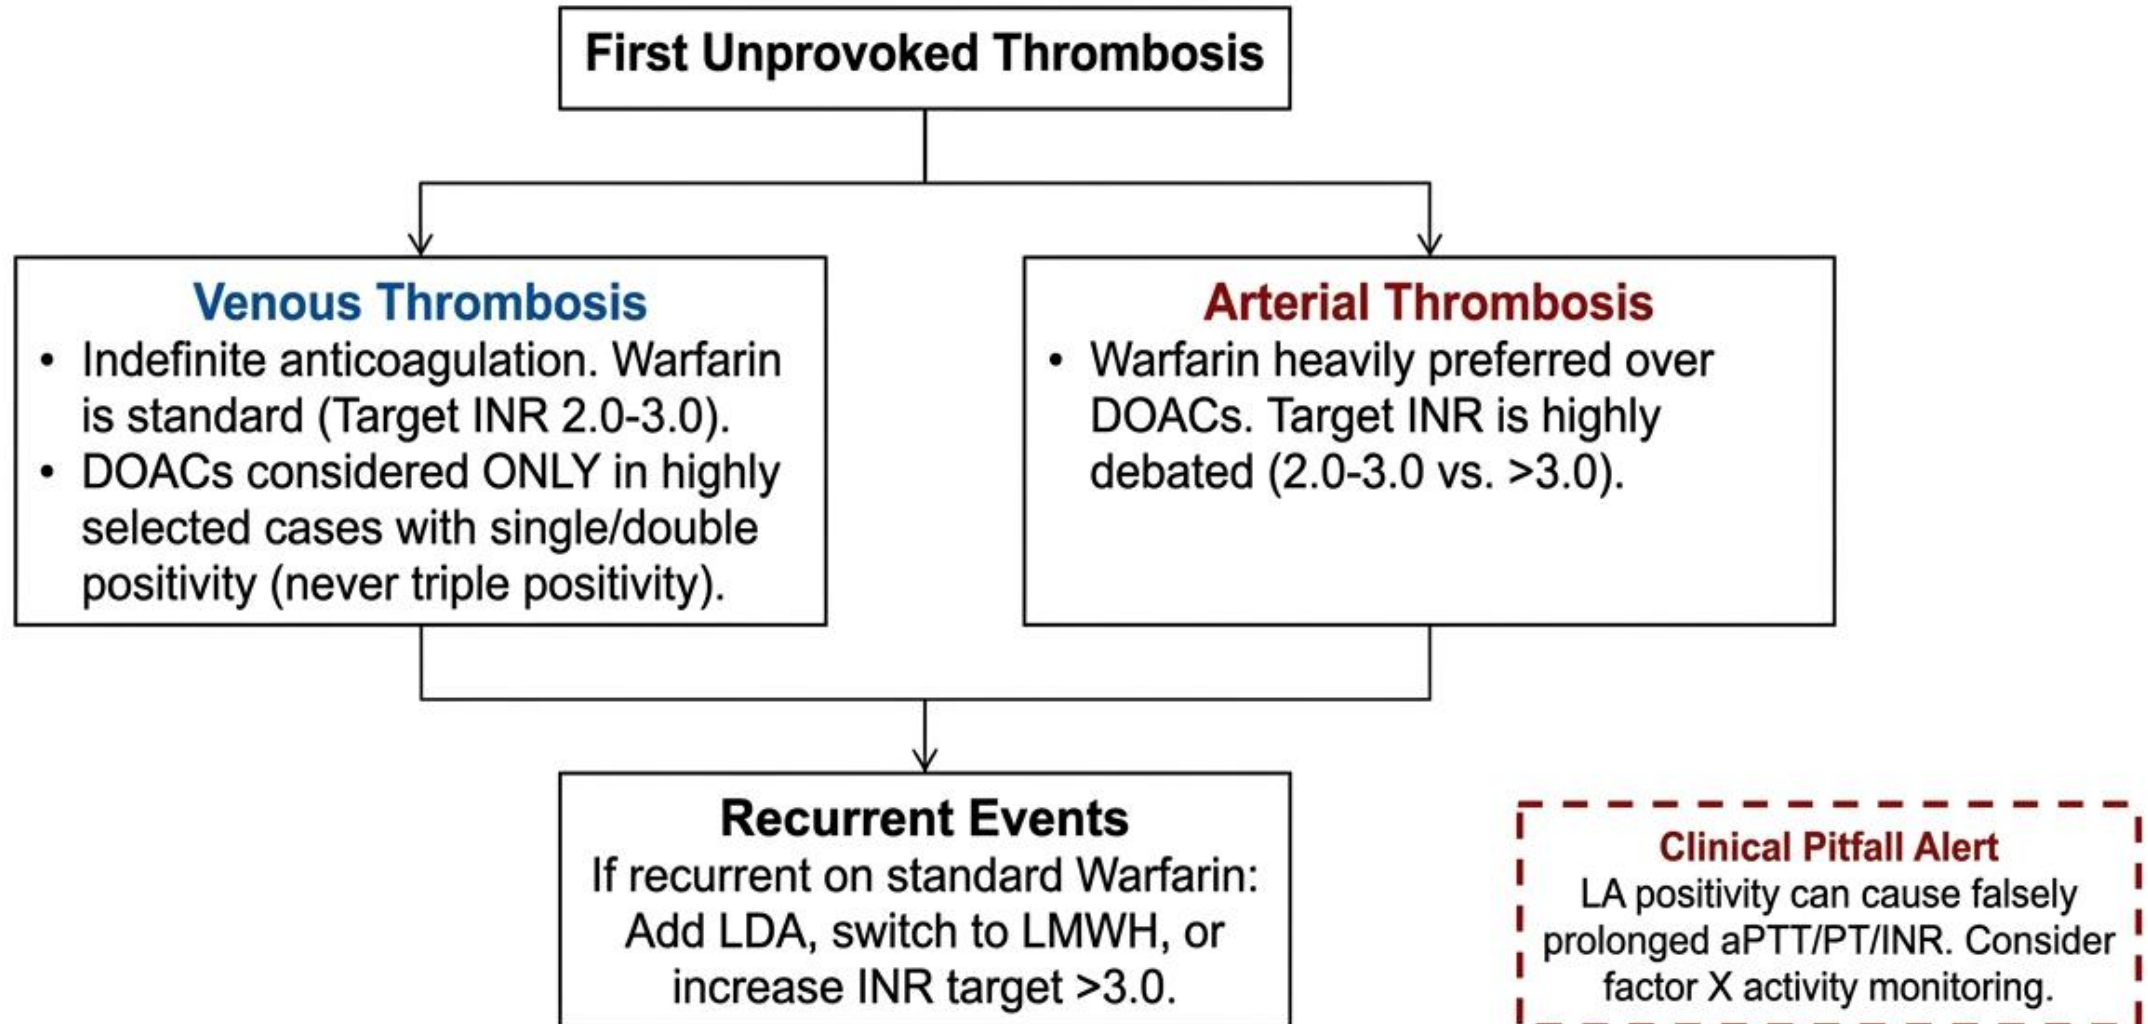 First Unprovoked Thrombosis
Venous Thrombosis
• Indefinite anticoagulation. Warfarin
is standard (Target INR 2.0-3.0).
• DOACs considered ONLY in highly
selected cases with single/double
positivity (never triple positivity).
Arterial Thrombosis
• Warfarin heavily preferred over
DOACs. Target INR is highly
debated (2.0-3.0 vs. >3.0).
Recurrent Events
If recurrent on standard Warfarin:
Add LDA, switch to LMWH, or
increase INR target >3.0.
Clinical Pitfall Alert
LA positivity can cause falsely
prolonged aPTT/PT/INR. Consider
factor X activity monitoring.